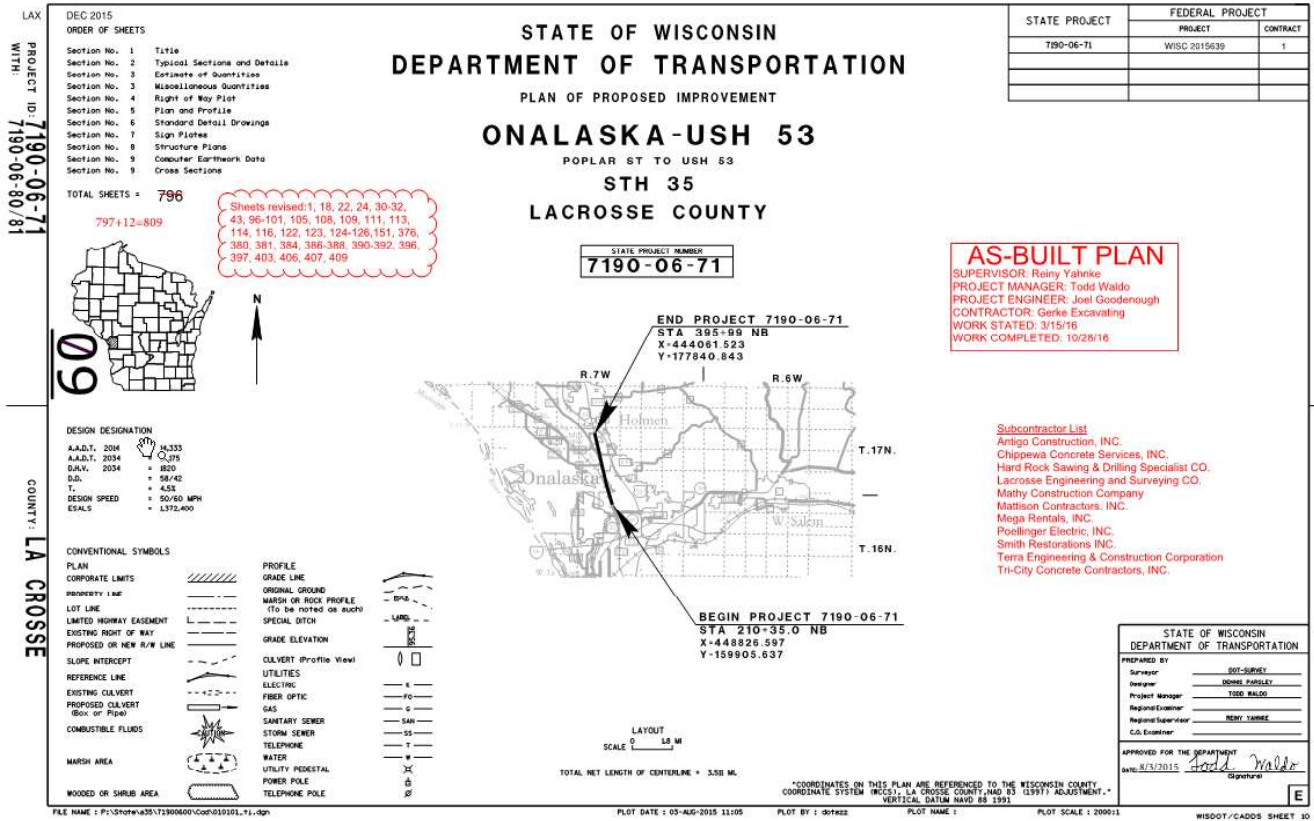 LAX
PROJECT ID: 7190-06-71
WITH: 7190-06-80/81
COUNTY: LA CROSSE
DEC 2015
ORDER OF SHEETS
Section No. 1 Title
Section No. 2 Typical Sections and Details
Section No. 3 Estimate of Quantities
Section No. 3 Miscellaneous Quantities
Section No. 4 Right of Way Plat
Section No. 5 Plan and Profile
Section No. 6 Standard Detail Drawings
Section No. 7 Sign Plates
Section No. 8 Structure Plans
Section No. 9 Computer Earthwork Data
Section No. 9 Cross Sections
TOTAL SHEETS = 796
797+12=809
Sheets revised:1, 18, 22, 24, 30-32,
43, 96-101, 105, 108, 109, 111, 113,
114, 116, 122, 123, 124-126,151, 376,
380, 381, 384, 386-388, 390-392, 396,
397, 403, 406, 407, 409
STATE OF WISCONSIN
DEPARTMENT OF TRANSPORTATION
PLAN OF PROPOSED IMPROVEMENT
ONALASKA-USH 53
POPLAR ST TO USH 53
STH 35
LACROSSE COUNTY
STATE PROJECT NUMBER
7190-06-71
STATE PROJECT
FEDERAL PROJECT
PROJECT CONTRACT
7190-06-71 WISC 2015639 1
AS-BUILT PLAN
SUPERVISOR: Reiny Yahnke
PROJECT MANAGER: Todd Waldo
PROJECT ENGINEER: Joel Goodenough
CONTRACTOR: Gerke Excavating
WORK STATED: 3/15/16
WORK COMPLETED: 10/28/16
Subcontractor List
Antigo Construction, INC.
Chippewa Concrete Services, INC.
Hard Rock Sawing & Drilling Specialist CO.
Lacrosse Engineering and Surveying CO.
Mathy Construction Company
Mattison Contractors, INC.
Mega Rentals, INC.
Poellinger Electric, INC.
Smith Restorations INC.
Terra Engineering & Construction Corporation
Tri-City Concrete Contractors, INC.
N
09
END PROJECT 7190-06-71
STA 395+99 NB
X=444061.523
Y=177840.843
R.7W
R.6W
Holmen
T.17N.
Onalaska
W. Salem
T.16N.
BEGIN PROJECT 7190-06-71
STA 210+35.0 NB
X=448826.597
Y=159905.637
DESIGN DESIGNATION
A.A.D.T. 2014 14,333
A.A.D.T. 2034
D.H.V. 2034 = 1820
D.D. = 58/42
T. = 4.5%
DESIGN SPEED = 50/60 MPH
ESALS = 1,372,400
CONVENTIONAL SYMBOLS
PLAN
CORPORATE LIMITS
PROPERTY LINE
LOT LINE
LIMITED HIGHWAY EASEMENT
EXISTING RIGHT OF WAY
PROPOSED OR NEW R/W LINE
SLOPE INTERCEPT
REFERENCE LINE
EXISTING CULVERT
PROPOSED CULVERT
(Box or Pipe)
COMBUSTIBLE FLUIDS
CAUTION
MARSH AREA
WOODED OR SHRUB AREA
PROFILE
GRADE LINE
ORIGINAL GROUND
MARSH OR ROCK PROFILE
(To be noted as such)
ROCK
SPECIAL DITCH
LABEL
GRADE ELEVATION
CULVERT (Profile View)
UTILITIES
ELECTRIC E
FIBER OPTIC FO
GAS G
SANITARY SEWER SAN
STORM SEWER SS
TELEPHONE T
WATER W
UTILITY PEDESTAL
POWER POLE
TELEPHONE POLE
LAYOUT
SCALE 0 1.8 MI
TOTAL NET LENGTH OF CENTERLINE = 3.511 MI.
"COORDINATES ON THIS PLAN ARE REFERENCED TO THE WISCONSIN COUNTY
COORDINATE SYSTEM (WCCS), LA CROSSE COUNTY,NAD 83 (1997) ADJUSTMENT."
VERTICAL DATUM NAVD 88 1991
STATE OF WISCONSIN
DEPARTMENT OF TRANSPORTATION
PREPARED BY
Surveyor DOT-SURVEY
Designer DENNIS PARSLEY
Project Manager TODD WALDO
Regional Examiner
Regional Supervisor REINY YAHNKE
C.O. Examiner
APPROVED FOR THE DEPARTMENT
DATE: 8/3/2015 Todd Waldo
(Signature)
E
FILE NAME : P:\State\a35\71900600\Cad\010101_ti.dgn
PLOT DATE : 03-AUG-2015 11:05
PLOT BY : dotezz
PLOT NAME :
PLOT SCALE : 2000:1
WISDOT/CADDS SHEET 10